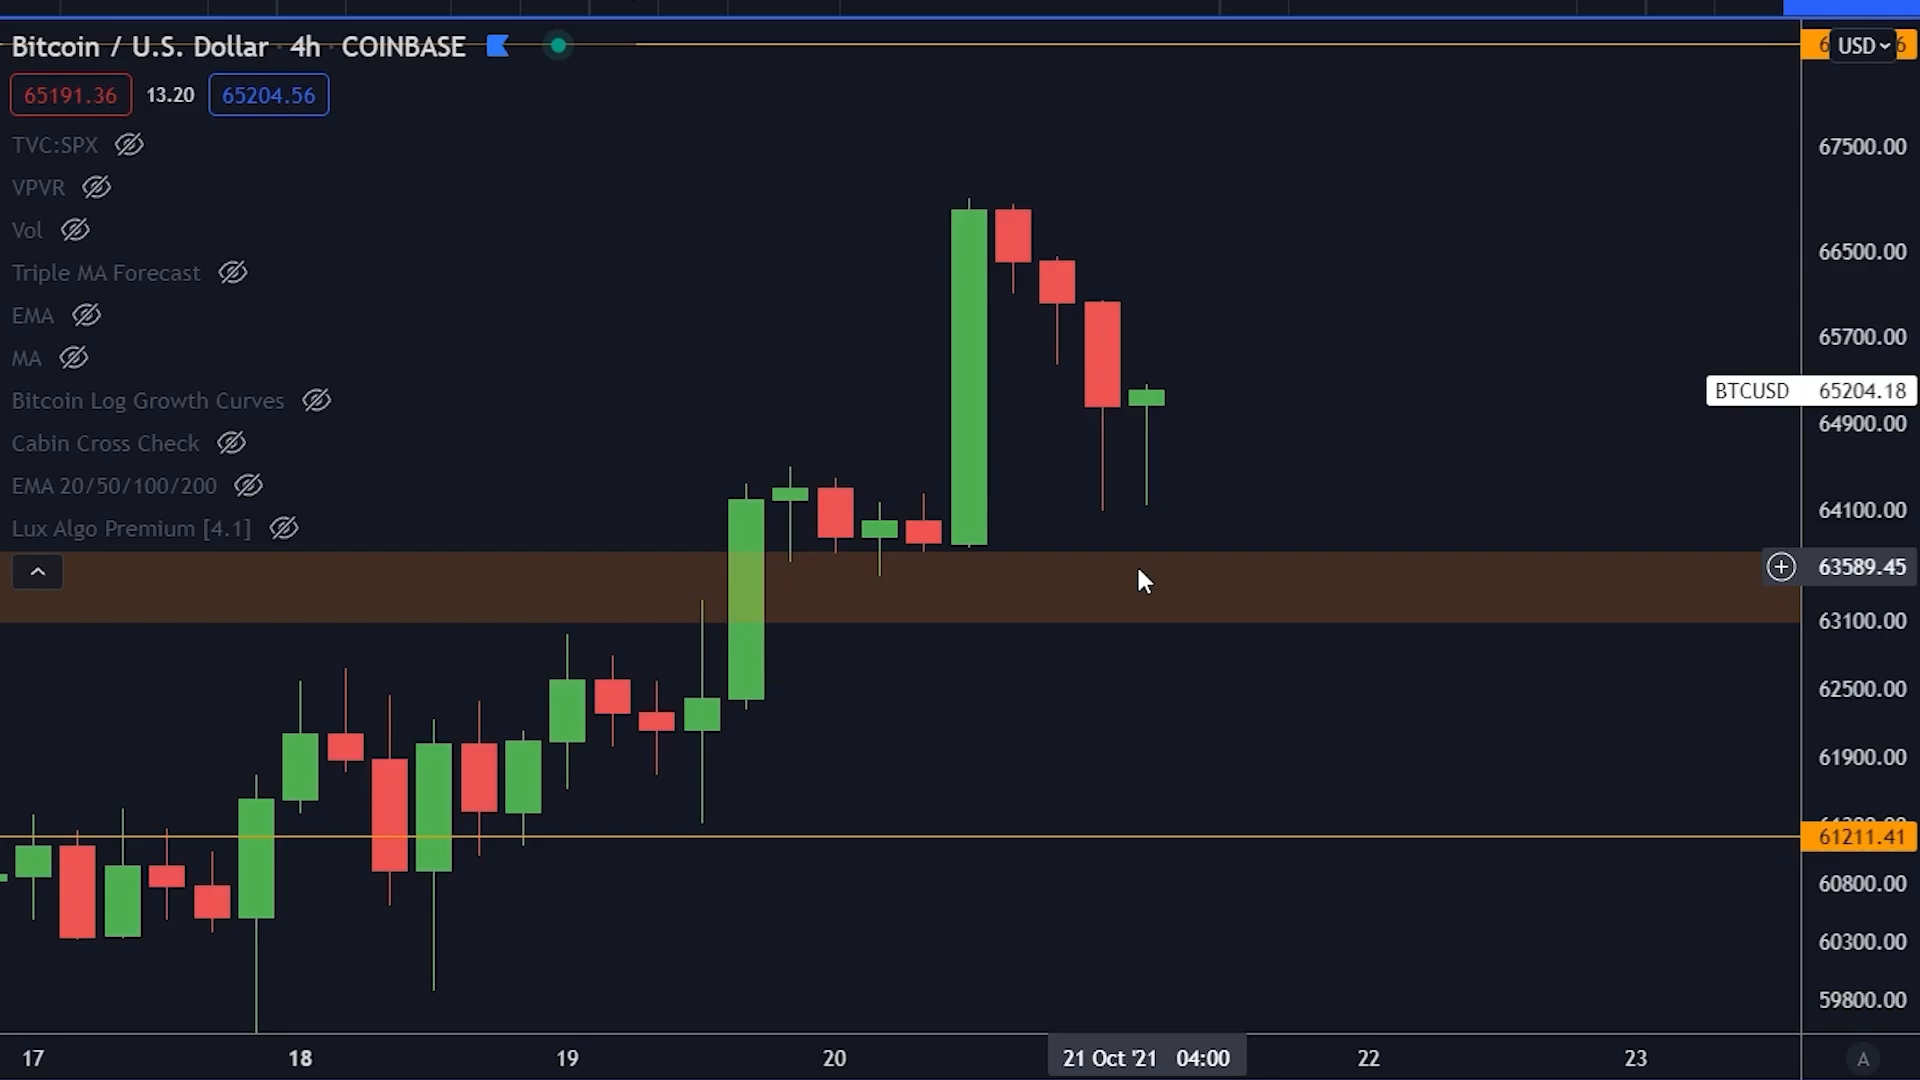 Bitcoin / U.S. Dollar · 4h · COINBASE
USD
65191.36 13.20 65204.56
TVC:SPX
67500.00
VPVR
Vol
66500.00
Triple MA Forecast
EMA
65700.00
MA
BTCUSD 65204.18
Bitcoin Log Growth Curves
64900.00
Cabin Cross Check
EMA 20/50/100/200
64100.00
Lux Algo Premium [4.1]
63589.45
63100.00
62500.00
61900.00
61211.41
60800.00
60300.00
59800.00
17 18 19 20 21 Oct '21 04:00 22 23 A